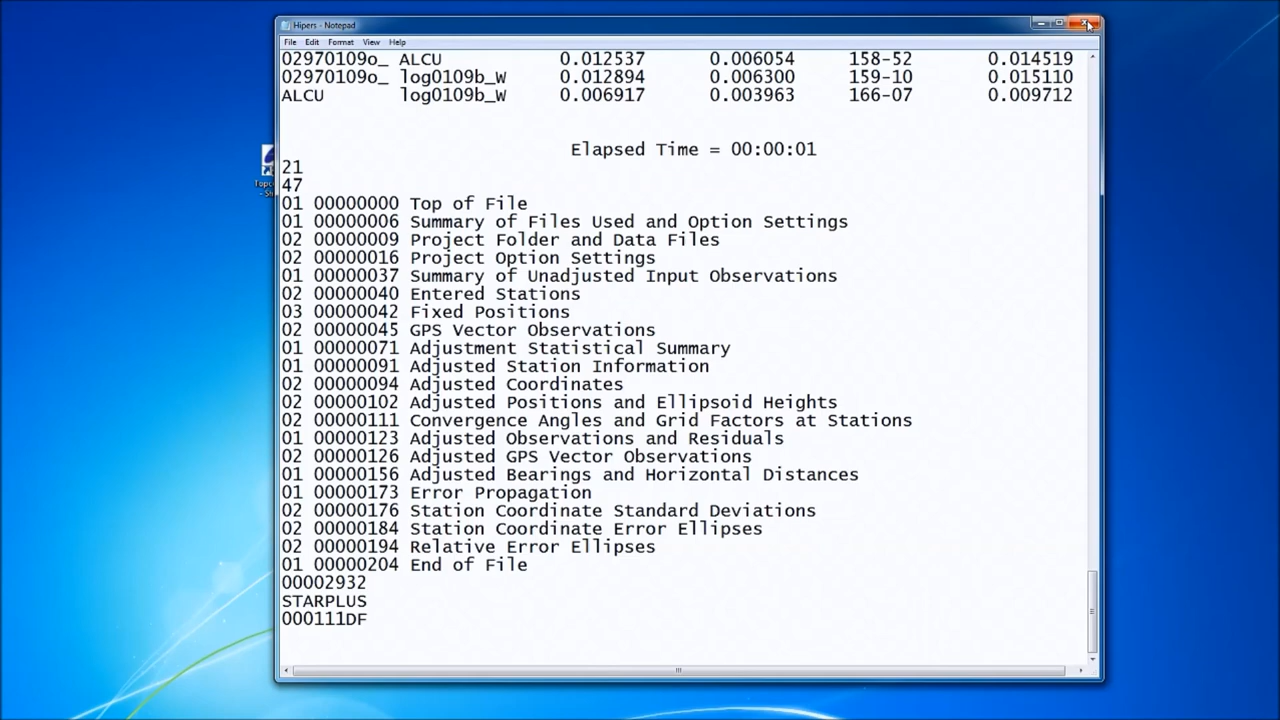 Hipers - Notepad
File Edit Format View Help
02970109o_ ALCU 0.012537 0.006054 158-52 0.014519
02970109o_ log0109b_W 0.012894 0.006300 159-10 0.015110
ALCU log0109b_W 0.006917 0.003963 166-07 0.009712
Elapsed Time = 00:00:01
21
47
01 00000000 Top of File
01 00000006 Summary of Files Used and Option Settings
02 00000009 Project Folder and Data Files
02 00000016 Project Option Settings
01 00000037 Summary of Unadjusted Input Observations
02 00000040 Entered Stations
03 00000042 Fixed Positions
02 00000045 GPS Vector Observations
01 00000071 Adjustment Statistical Summary
01 00000091 Adjusted Station Information
02 00000094 Adjusted Coordinates
02 00000102 Adjusted Positions and Ellipsoid Heights
02 00000111 Convergence Angles and Grid Factors at Stations
01 00000123 Adjusted Observations and Residuals
02 00000126 Adjusted GPS Vector Observations
01 00000156 Adjusted Bearings and Horizontal Distances
01 00000173 Error Propagation
02 00000176 Station Coordinate Standard Deviations
02 00000184 Station Coordinate Error Ellipses
02 00000194 Relative Error Ellipses
01 00000204 End of File
00002932
STARPLUS
000111DF